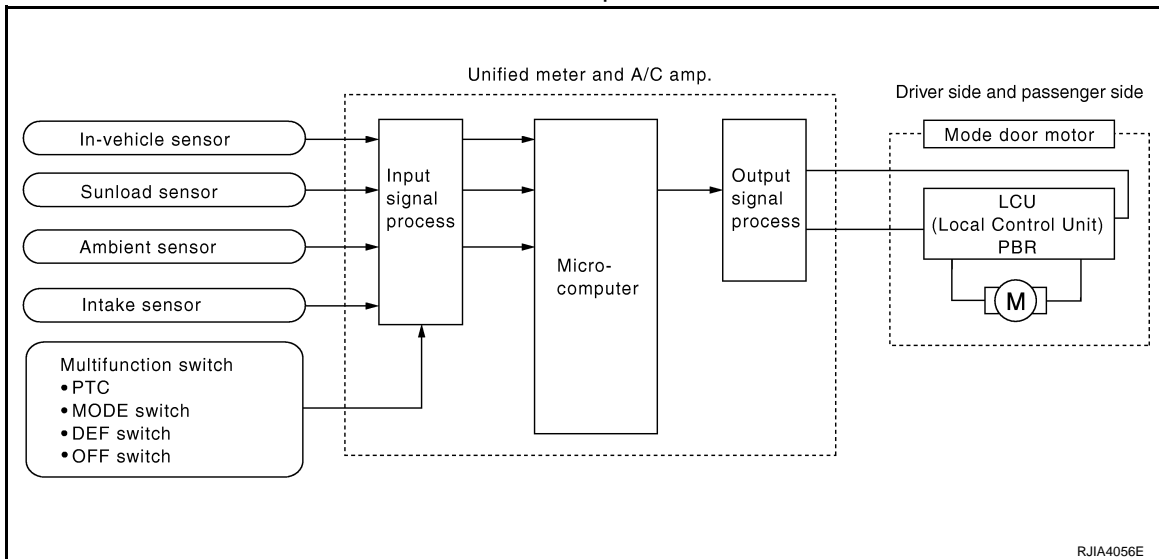 Unified meter and A/C amp.
Driver side and passenger side
Mode door motor
In-vehicle sensor
Sunload sensor
Ambient sensor
Intake sensor
Multifunction switch
•PTC
•MODE switch
•DEF switch
•OFF switch
Input
signal
process
Micro-
computer
Output
signal
process
LCU
(Local Control Unit)
PBR
M
RJIA4056E